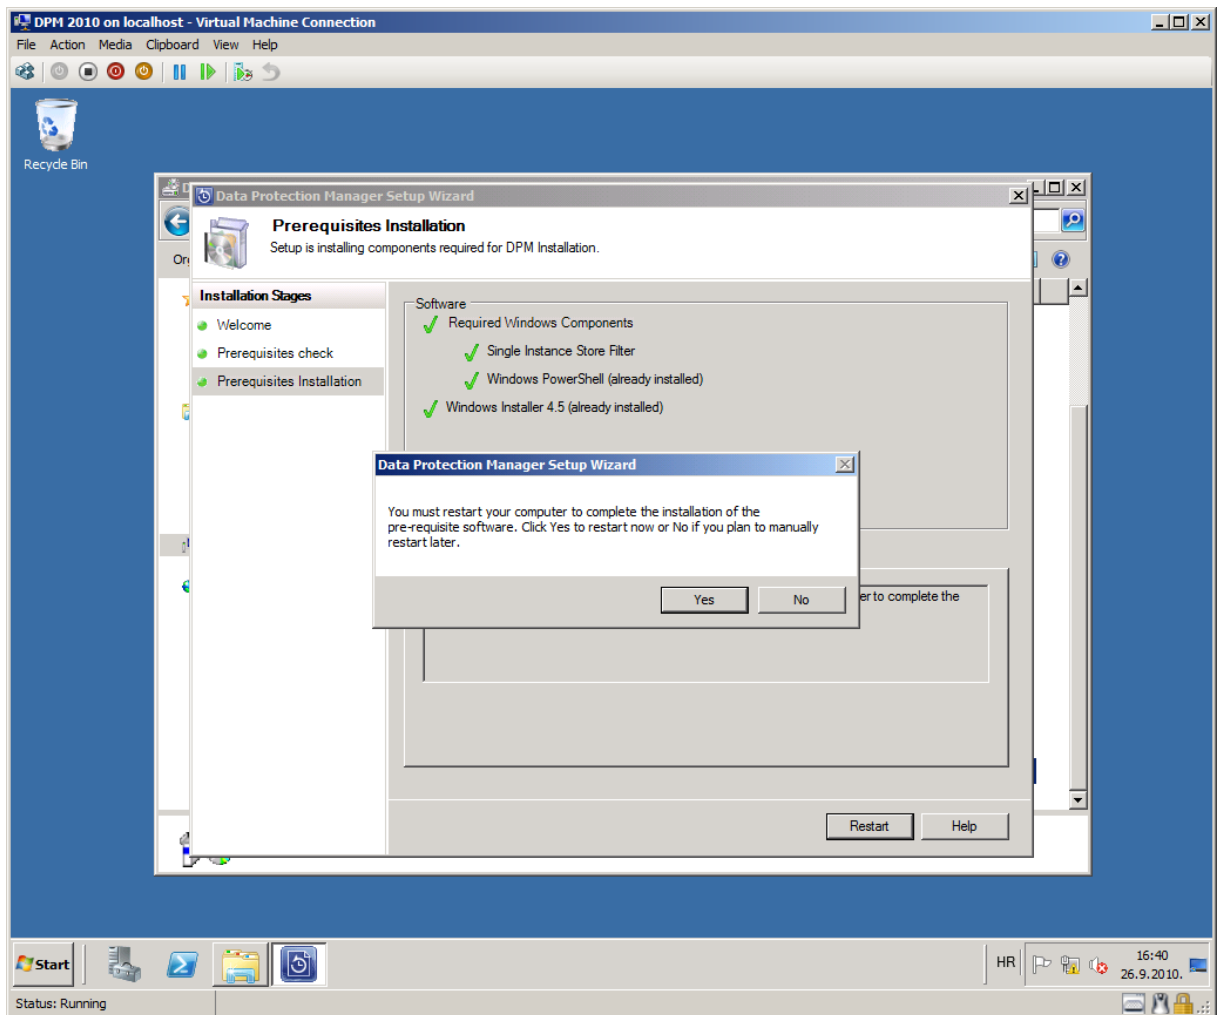 DPM 2010 on localhost - Virtual Machine Connection
File Action Media Clipboard View Help
Recycle Bin
Data Protection Manager Setup Wizard
Prerequisites Installation
Setup is installing components required for DPM Installation.
Installation Stages
Welcome
Prerequisites check
Prerequisites Installation
Software
Required Windows Components
Single Instance Store Filter
Windows PowerShell (already installed)
Windows Installer 4.5 (already installed)
Data Protection Manager Setup Wizard
You must restart your computer to complete the installation of the
pre-requisite software. Click Yes to restart now or No if you plan to manually
restart later.
Yes No
to complete the
Restart Help
Start
HR
16:40
26.9.2010.
Status: Running